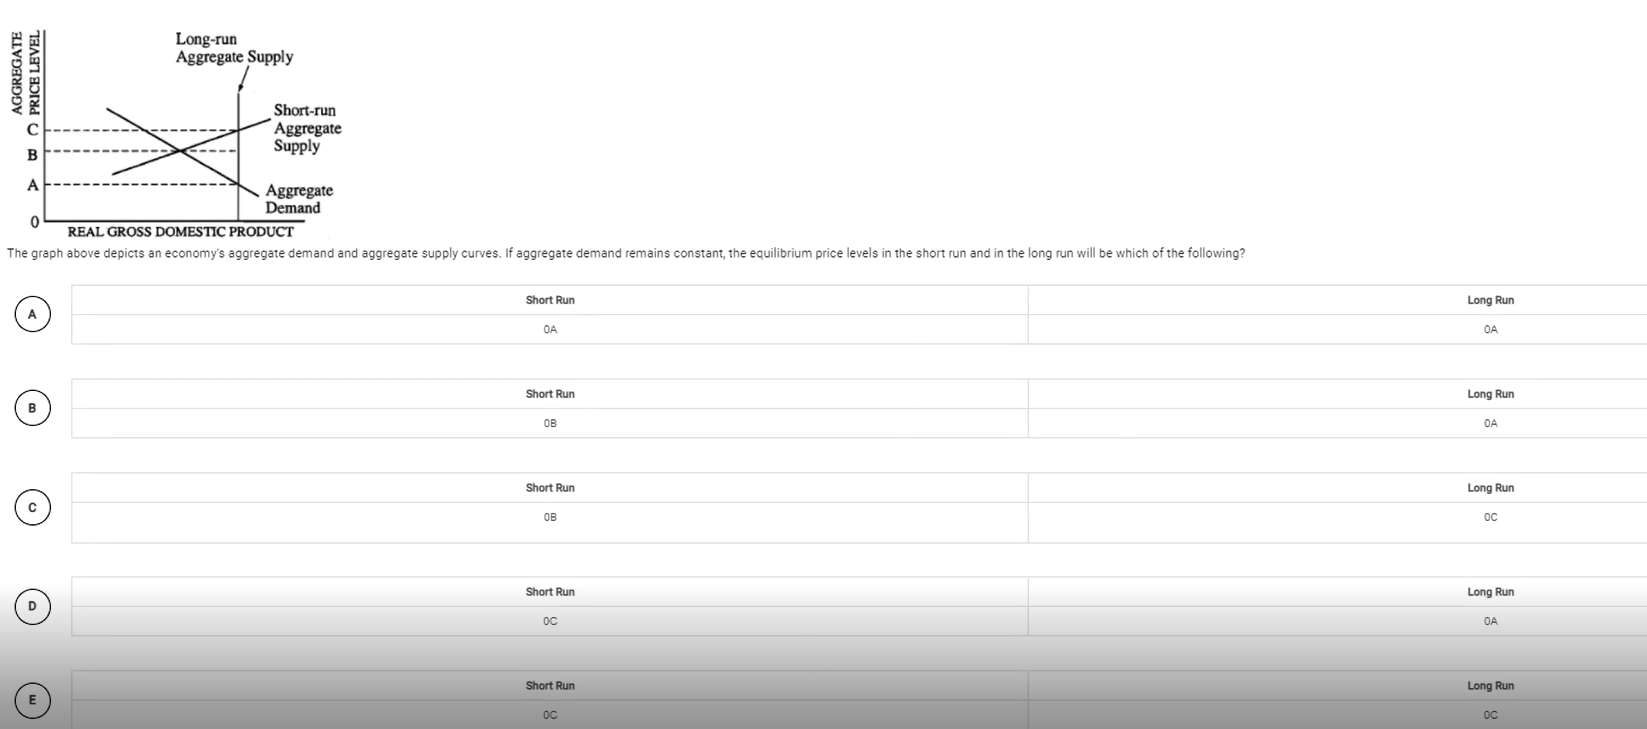 AGGREGATE
PRICE LEVEL
Long-run
Aggregate Supply
Short-run
Aggregate
Supply
C
B
A
Aggregate
Demand
0
REAL GROSS DOMESTIC PRODUCT
The graph above depicts an economy's aggregate demand and aggregate supply curves. If aggregate demand remains constant, the equilibrium price levels in the short run and in the long run will be which of the following?
A
Short Run Long Run
0A 0A
B
Short Run Long Run
0B 0A
C
Short Run Long Run
0B 0C
D
Short Run Long Run
0C 0A
E
Short Run Long Run
0C 0C